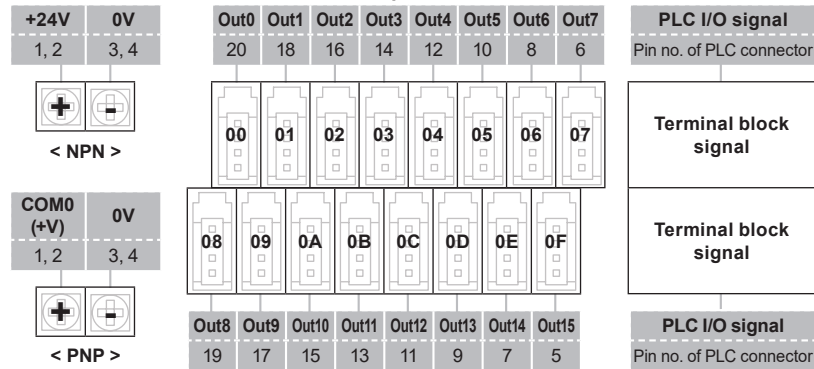 +24V 0V Out0 Out1 Out2 Out3 Out4 Out5 Out6 Out7 PLC I/O signal
1, 2 3, 4 20 18 16 14 12 10 8 6 Pin no. of PLC connector
+ -
00 01 02 03 04 05 06 07 Terminal block
signal
< NPN >
COM0
(+V) 0V
08 09 0A 0B 0C 0D 0E 0F Terminal block
signal
1, 2 3, 4
+ -
Out8 Out9 Out10 Out11 Out12 Out13 Out14 Out15 PLC I/O signal
< PNP > 19 17 15 13 11 9 7 5 Pin no. of PLC connector